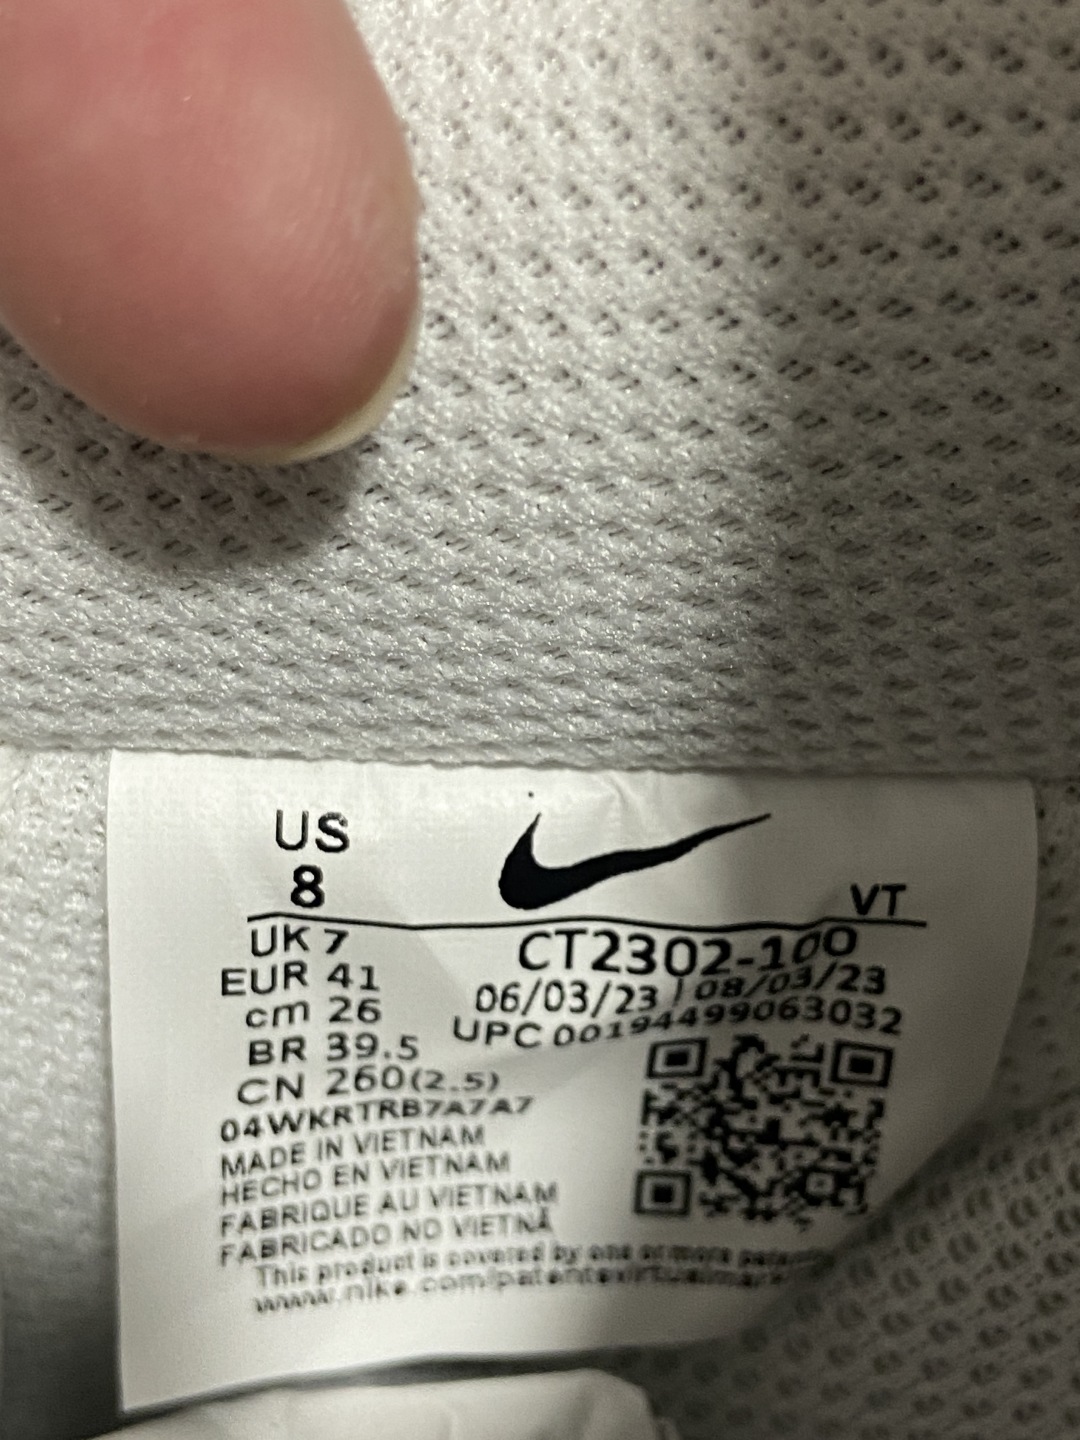 US
8
VT
UK 7
EUR 41
cm 26
BR 39.5
CN 260(2.5)
CT2302-100
06/03/23 | 08/03/23
UPC 00194499063032
04WKRTRB7A7A7
MADE IN VIETNAM
HECHO EN VIETNAM
FABRIQUE AU VIETNAM
FABRICADO NO VIETNÃ
This product is covered by one or more patents
www.nike.com/patentsvirtualmar